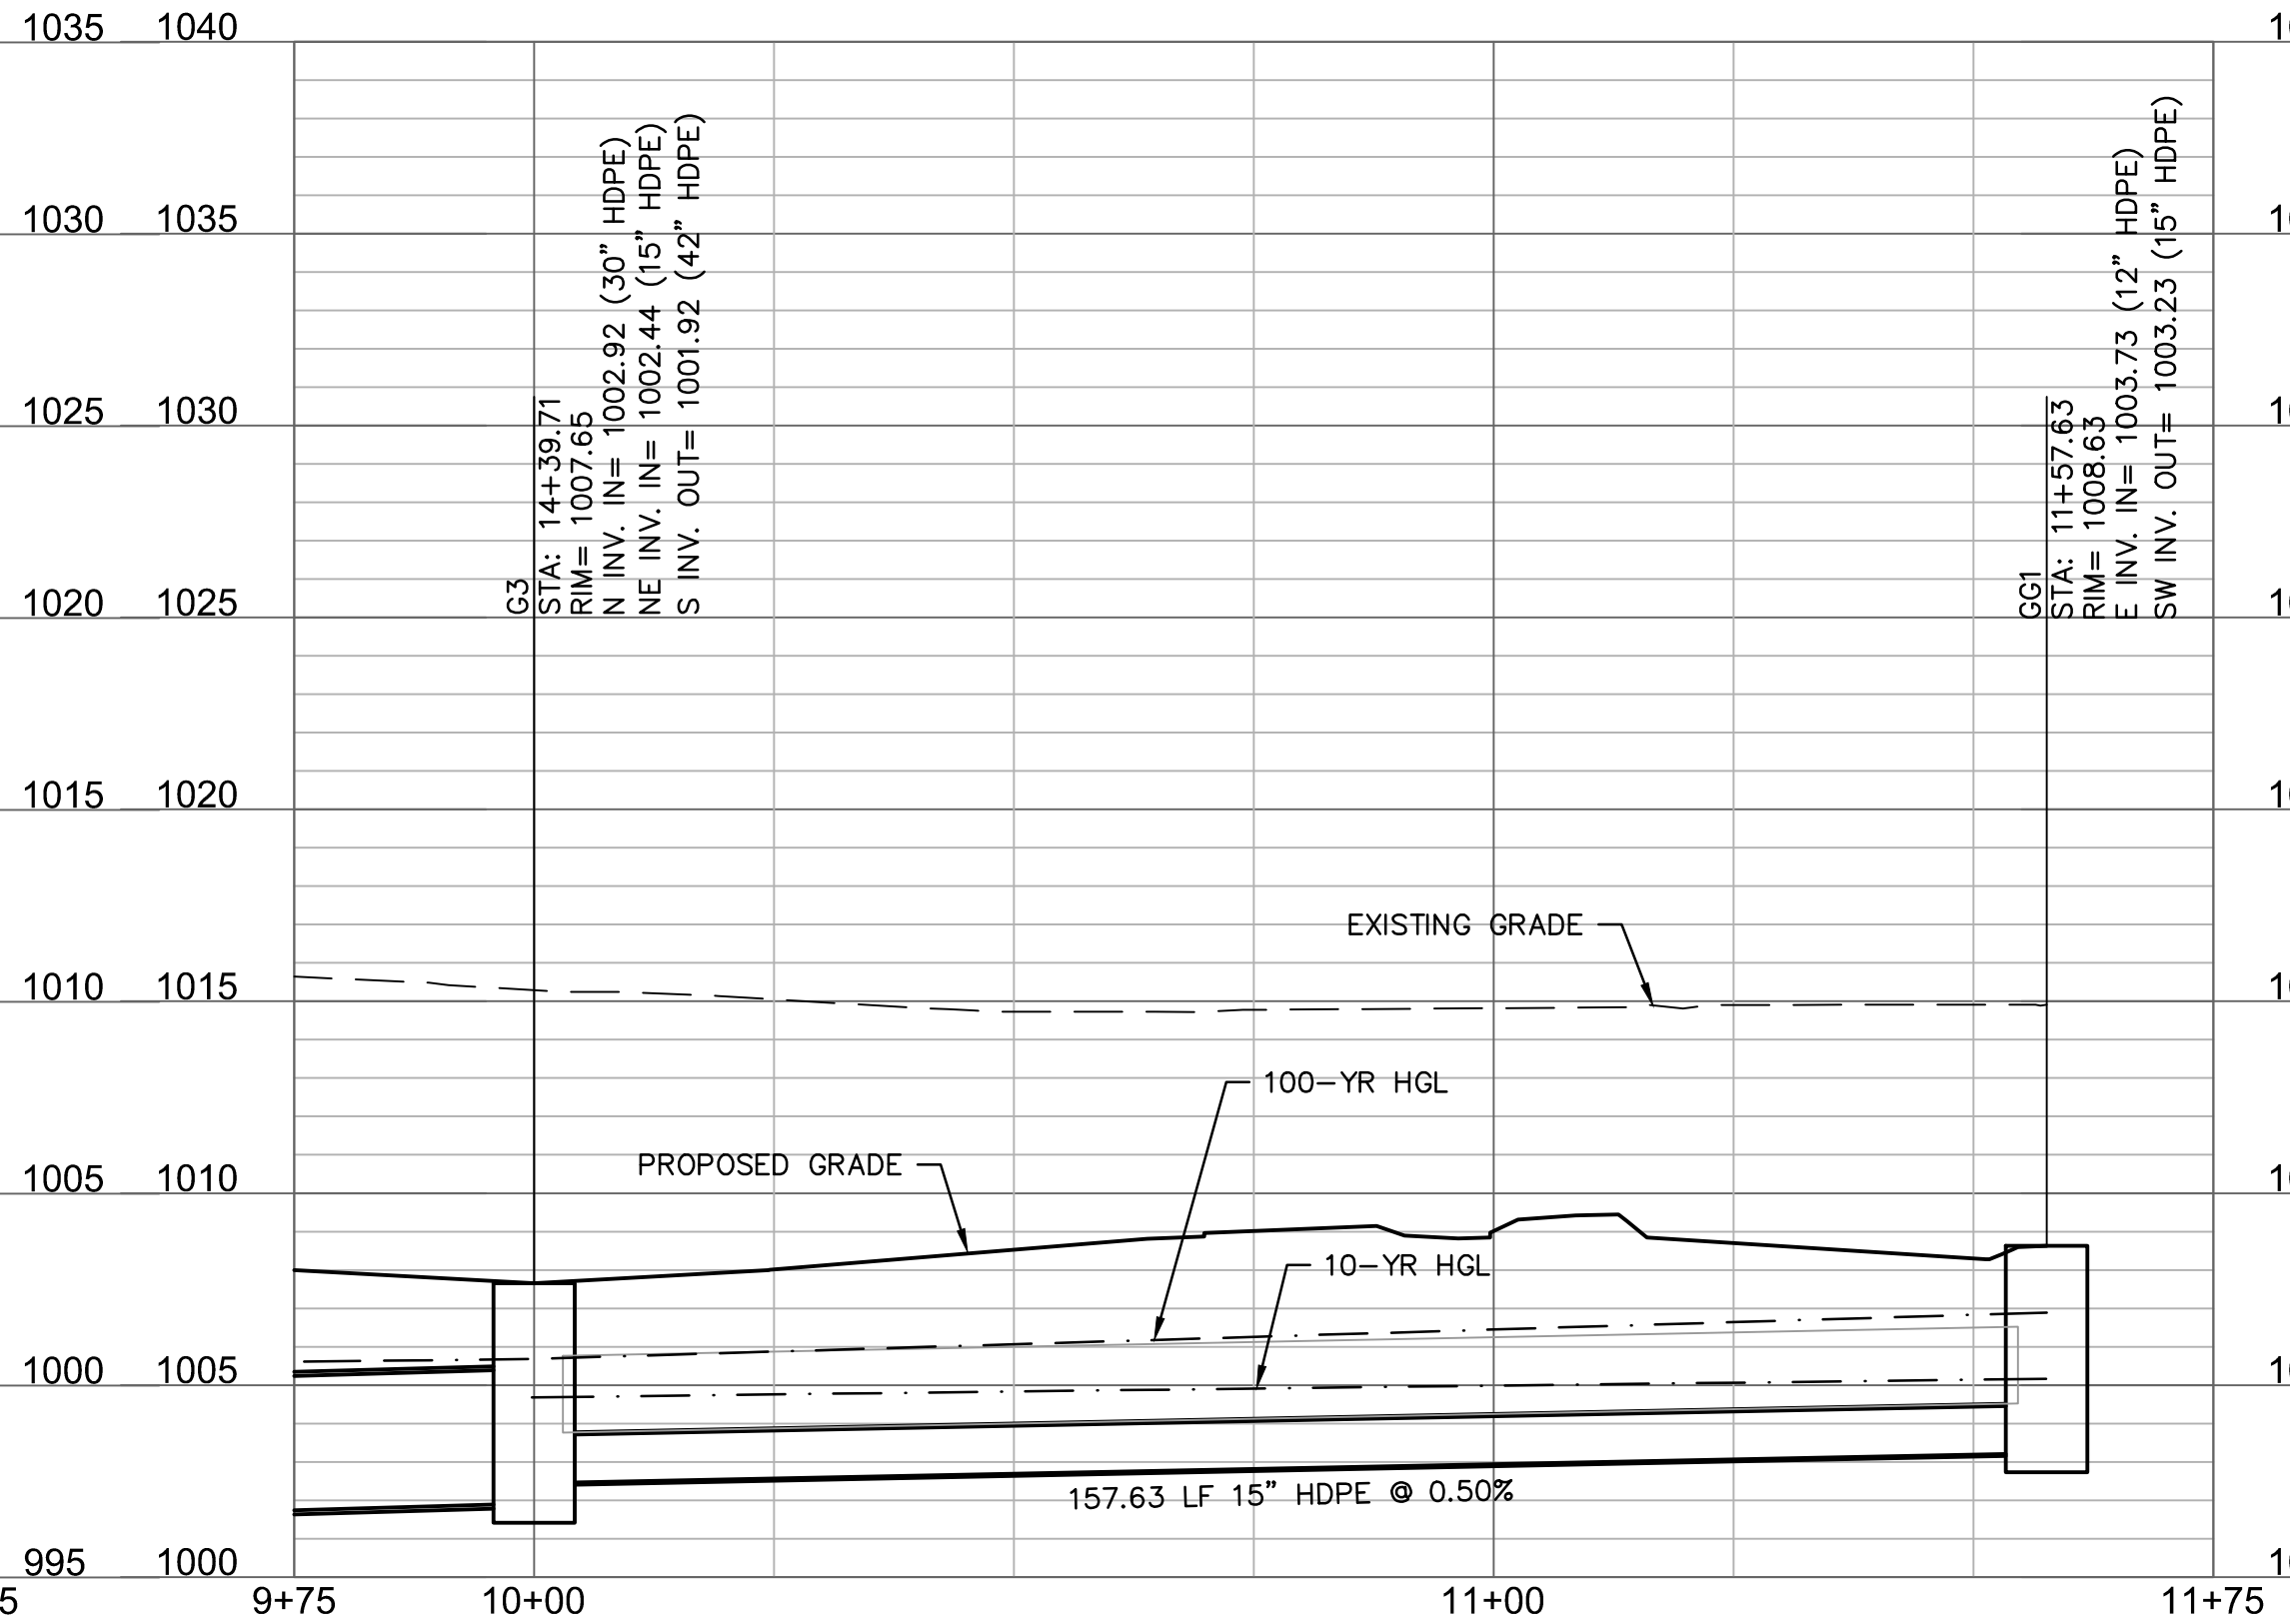 1035 1040
1030 1035
1025 1030
1020 1025
1015 1020
1010 1015
1005 1010
1000 1005
995 1000
G3
STA: 14+39.71
RIM= 1007.65
N INV. IN= 1002.92 (30" HDPE)
NE INV. IN= 1002.44 (15" HDPE)
S INV. OUT= 1001.92 (42" HDPE)
GG1
STA: 11+57.63
RIM= 1008.63
E INV. IN= 1003.73 (12" HDPE)
SW INV. OUT= 1003.23 (15" HDPE)
EXISTING GRADE
100-YR HGL
PROPOSED GRADE
10-YR HGL
157.63 LF 15" HDPE @ 0.50%
5 9+75 10+00 11+00 11+75